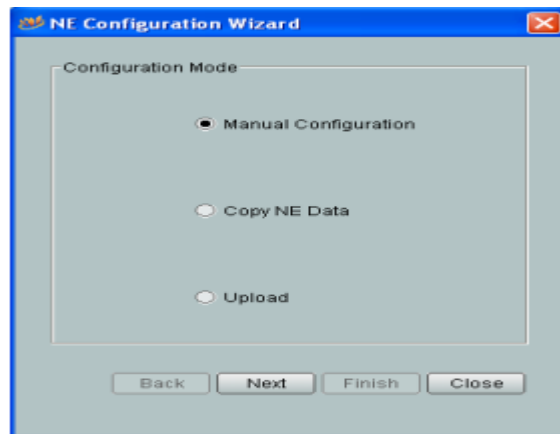 NE Configuration Wizard
Configuration Mode
Manual Configuration
Copy NE Data
Upload
Back Next Finish Close